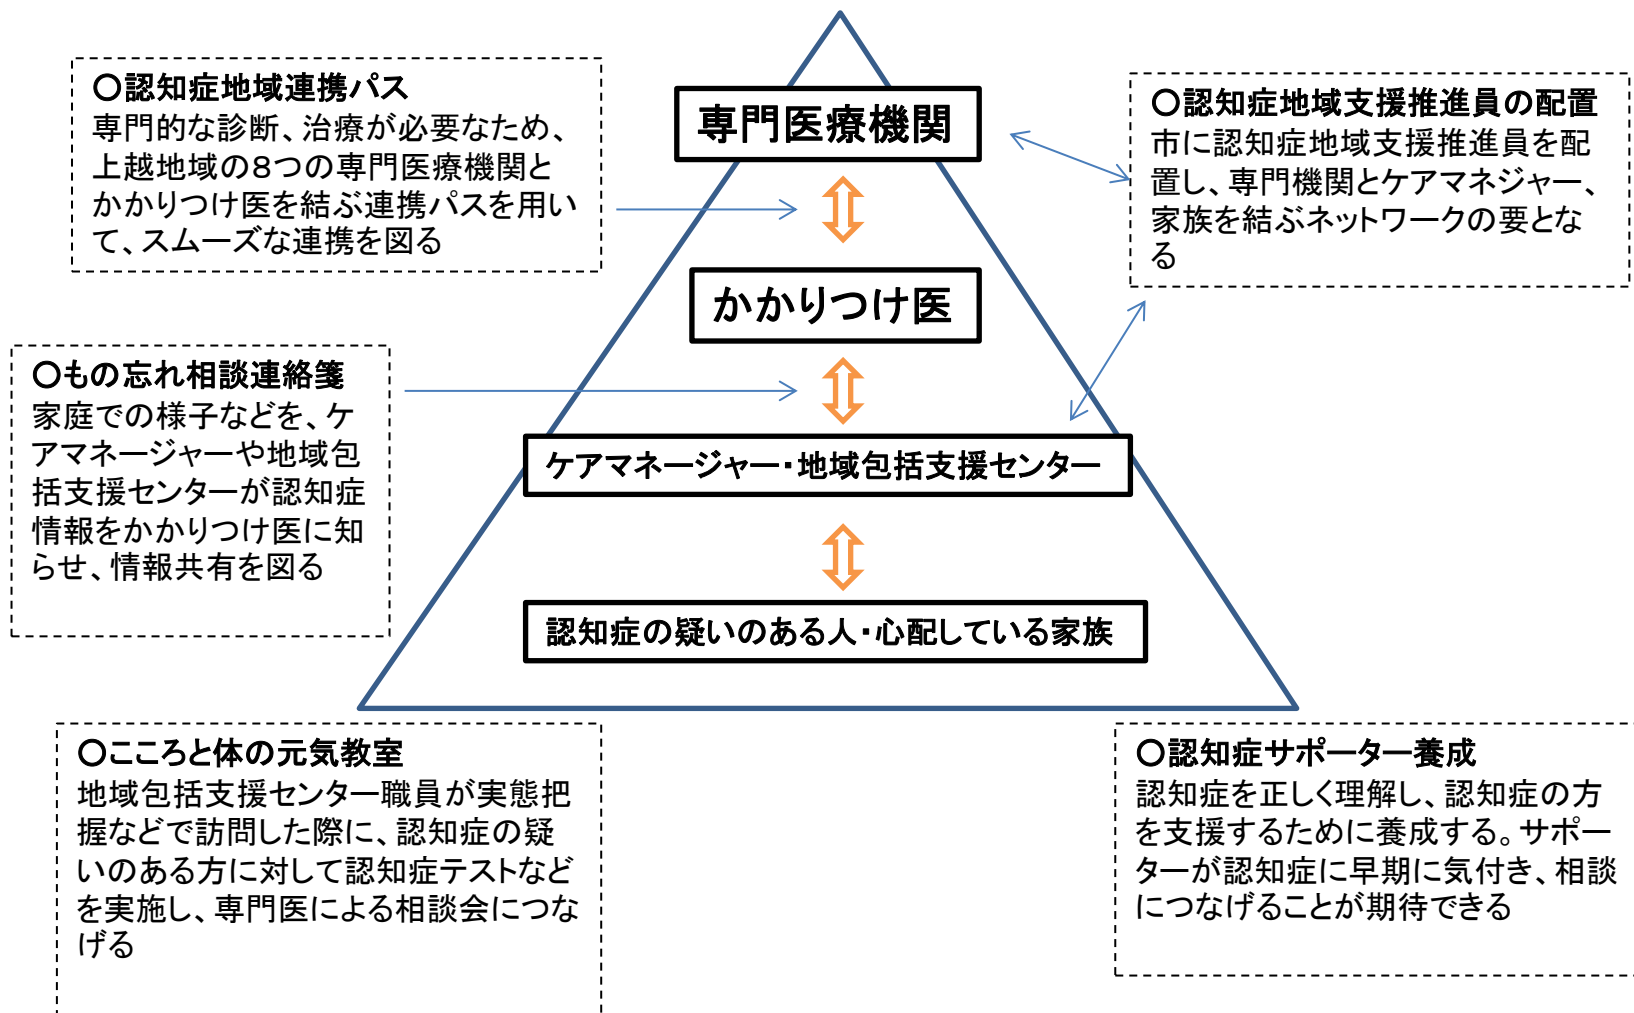 ○認知症地域連携パス
専門的な診断、治療が必要なため、
上越地域の8つの専門医療機関と
かかりつけ医を結ぶ連携パスを用い
て、スムーズな連携を図る
専門医療機関
○認知症地域支援推進員の配置
市に認知症地域支援推進員を配
置し、専門機関とケアマネジャー、
家族を結ぶネットワークの要とな
る
かかりつけ医
○もの忘れ相談連絡箋
家庭での様子などを、ケ
アマネージャーや地域包
括支援センターが認知症
情報をかかりつけ医に知
らせ、情報共有を図る
ケアマネージャー・地域包括支援センター
認知症の疑いのある人・心配している家族
○こころと体の元気教室
地域包括支援センター職員が実態把
握などで訪問した際に、認知症の疑
いのある方に対して認知症テストなど
を実施し、専門医による相談会につな
げる
○認知症サポーター養成
認知症を正しく理解し、認知症の方
を支援するために養成する。サポー
ターが認知症に早期に気付き、相談
につなげることが期待できる